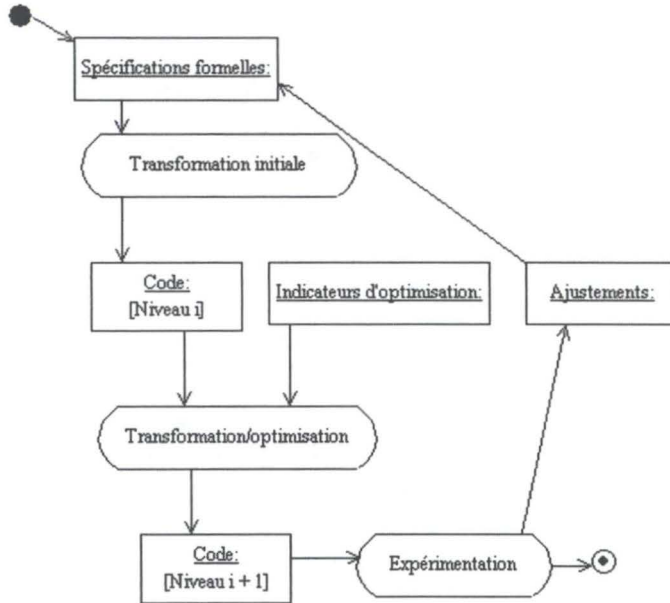 Spécifications formelles:
Transformation initiale
Code:
[Niveau i]
Indicateurs d'optimisation:
Ajustements:
Transformation/optimisation
Code:
[Niveau i + 1]
Expérimentation